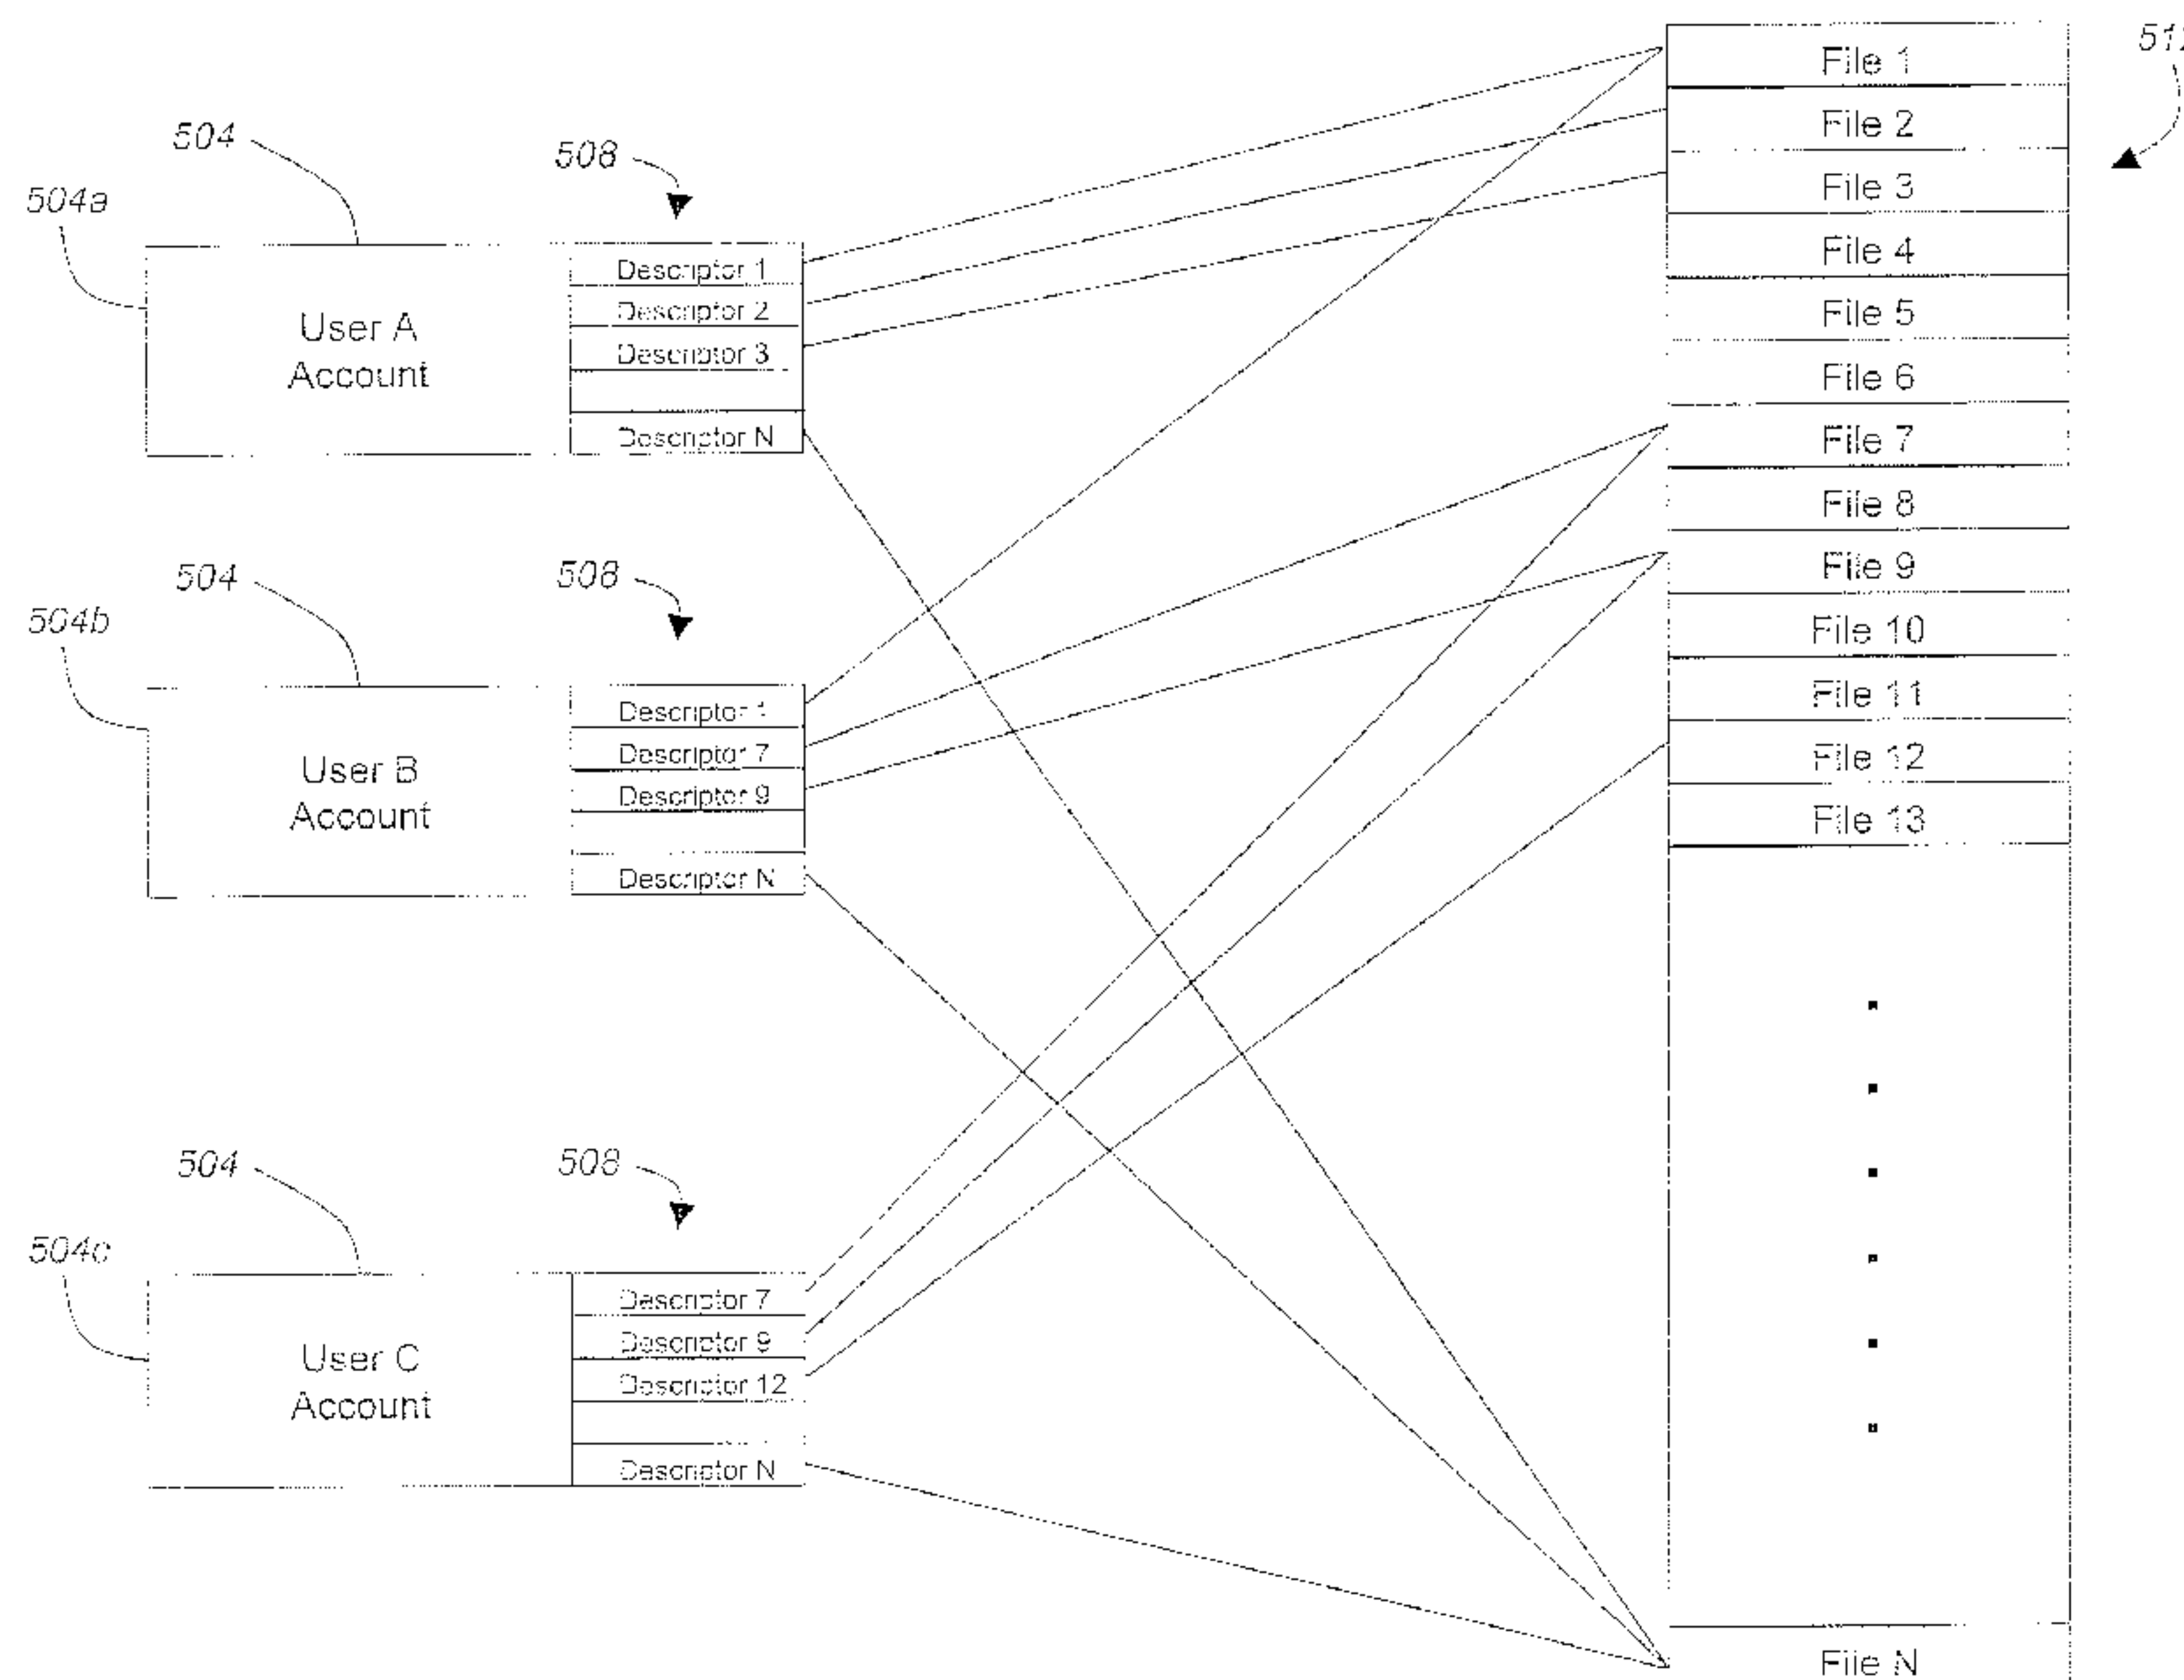 504
504a
508
User A
Account
Descriptor 1
Descriptor 2
Descriptor 3
Descriptor N
504
504b
508
User B
Account
Descriptor 1
Descriptor 7
Descriptor 9
Descriptor N
504
504c
508
User C
Account
Descriptor 7
Descriptor 9
Descriptor 12
Descriptor N
File 1
File 2
File 3
File 4
File 5
File 6
File 7
File 8
File 9
File 10
File 11
File 12
File 13
File N